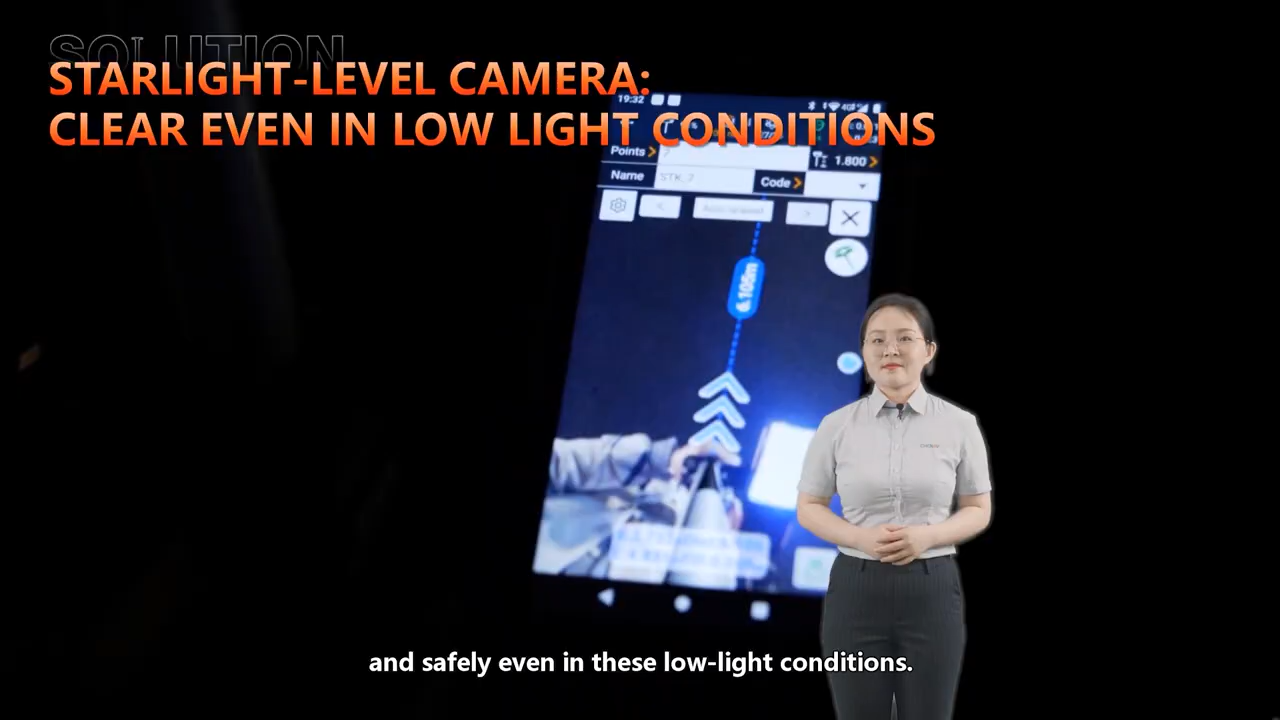 SOLUTION
STARLIGHT-LEVEL CAMERA:
CLEAR EVEN IN LOW LIGHT CONDITIONS
19:32
Points
1.800
Name
Code
and safely even in these low-light conditions.